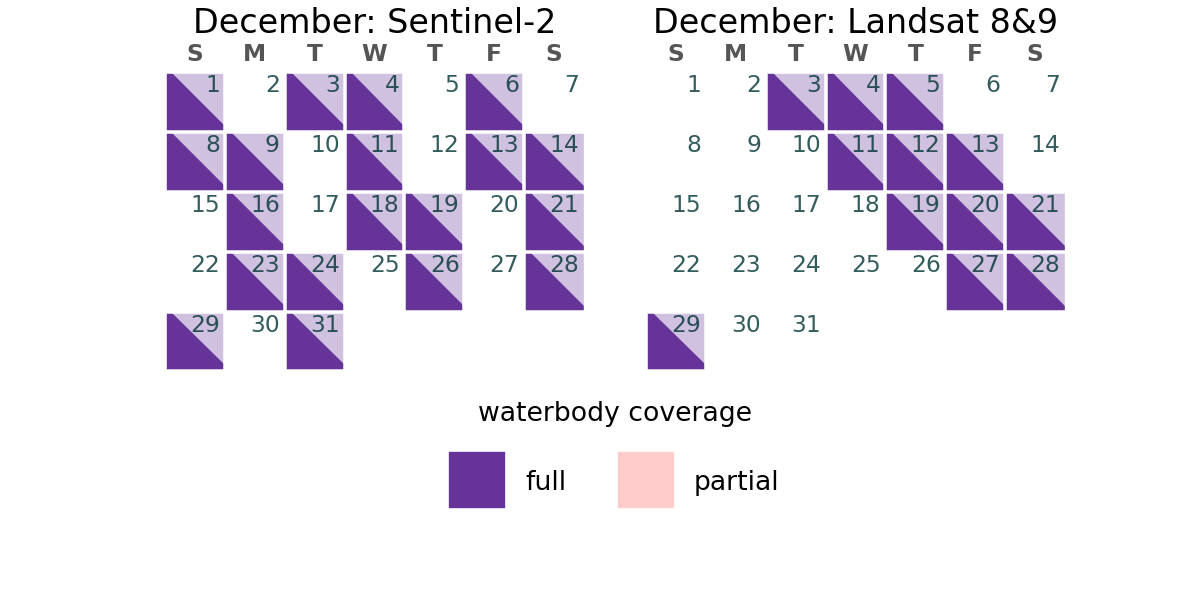 December: Sentinel-2
S M T W T F S
1 2 3 4 5 6 7
8 9 10 11 12 13 14
15 16 17 18 19 20 21
22 23 24 25 26 27 28
29 30 31
December: Landsat 8&9
S M T W T F S
1 2 3 4 5 6 7
8 9 10 11 12 13 14
15 16 17 18 19 20 21
22 23 24 25 26 27 28
29 30 31
waterbody coverage
full
partial